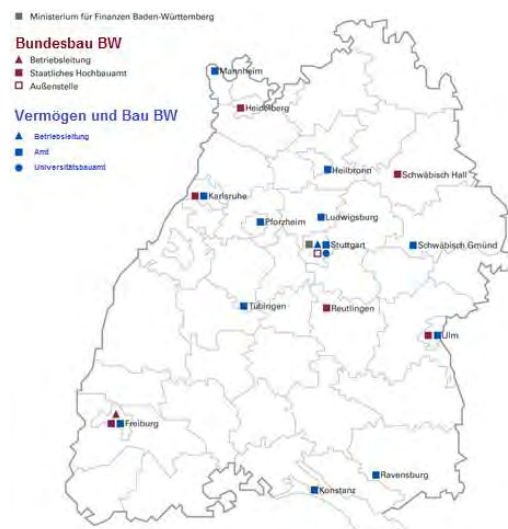 Ministerium für Finanzen Baden-Württemberg
Bundesbau BW
Betriebsleitung
Staatliches Hochbauamt
Außenstelle
Vermögen und Bau BW
Betriebsleitung
Amt
Universitätsbauamt
Mannheim
Heidelberg
Heilbronn
Schwäbisch Hall
Karlsruhe
Pforzheim
Ludwigsburg
Stuttgart
Schwäbisch Gmünd
Tübingen
Reutlingen
Ulm
Freiburg
Ravensburg
Konstanz